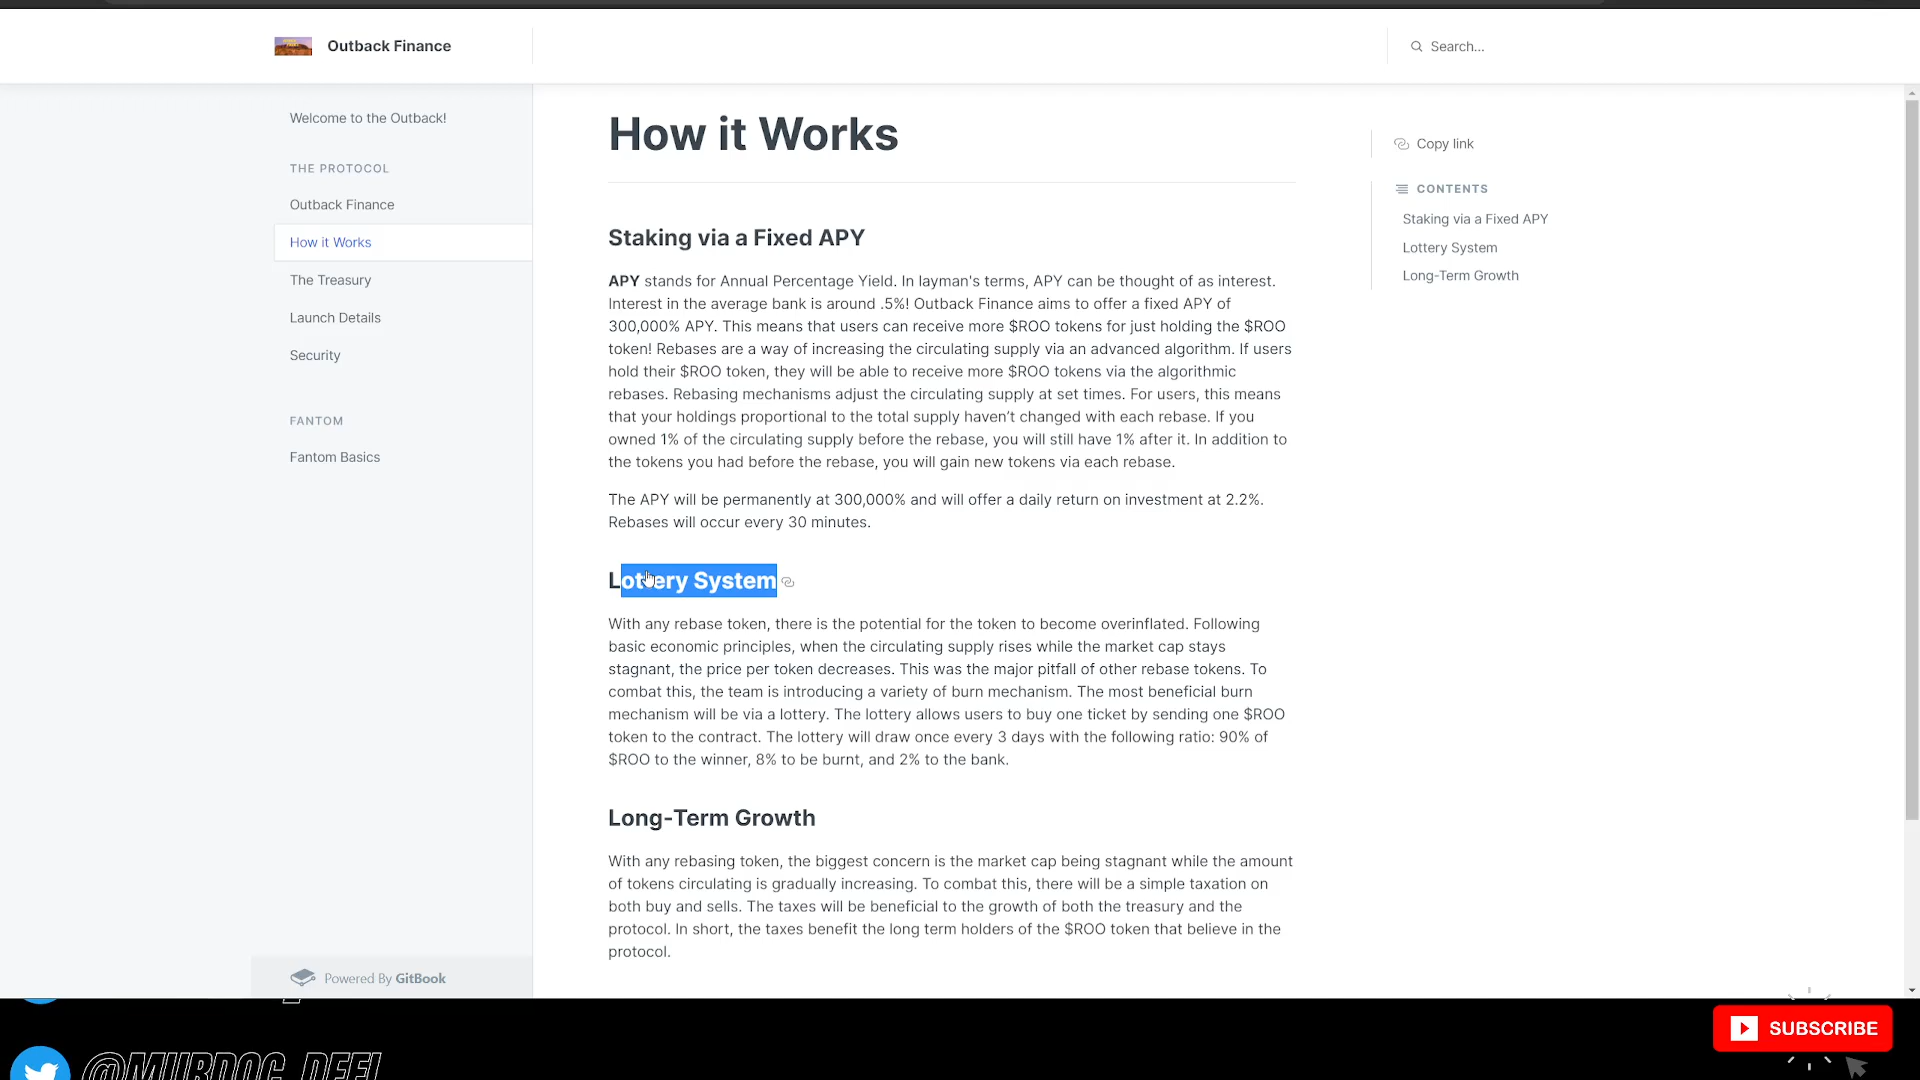 Outback Finance
Search...
Welcome to the Outback!
THE PROTOCOL
Outback Finance
How it Works
The Treasury
Launch Details
Security
FANTOM
Fantom Basics
Powered By GitBook
How it Works
Staking via a Fixed APY
APY stands for Annual Percentage Yield. In layman's terms, APY can be thought of as interest.
Interest in the average bank is around .5%! Outback Finance aims to offer a fixed APY of
300,000% APY. This means that users can receive more $ROO tokens for just holding the $ROO
token! Rebases are a way of increasing the circulating supply via an advanced algorithm. If users
hold their $ROO token, they will be able to receive more $ROO tokens via the algorithmic
rebases. Rebasing mechanisms adjust the circulating supply at set times. For users, this means
that your holdings proportional to the total supply haven't changed with each rebase. If you
owned 1% of the circulating supply before the rebase, you will still have 1% after it. In addition to
the tokens you had before the rebase, you will gain new tokens via each rebase.
The APY will be permanently at 300,000% and will offer a daily return on investment at 2.2%.
Rebases will occur every 30 minutes.
Lottery System
With any rebase token, there is the potential for the token to become overinflated. Following
basic economic principles, when the circulating supply rises while the market cap stays
stagnant, the price per token decreases. This was the major pitfall of other rebase tokens. To
combat this, the team is introducing a variety of burn mechanism. The most beneficial burn
mechanism will be via a lottery. The lottery allows users to buy one ticket by sending one $ROO
token to the contract. The lottery will draw once every 3 days with the following ratio: 90% of
$ROO to the winner, 8% to be burnt, and 2% to the bank.
Long-Term Growth
With any rebasing token, the biggest concern is the market cap being stagnant while the amount
of tokens circulating is gradually increasing. To combat this, there will be a simple taxation on
both buy and sells. The taxes will be beneficial to the growth of both the treasury and the
protocol. In short, the taxes benefit the long term holders of the $ROO token that believe in the
protocol.
Copy link
CONTENTS
Staking via a Fixed APY
Lottery System
Long-Term Growth
SUBSCRIBE